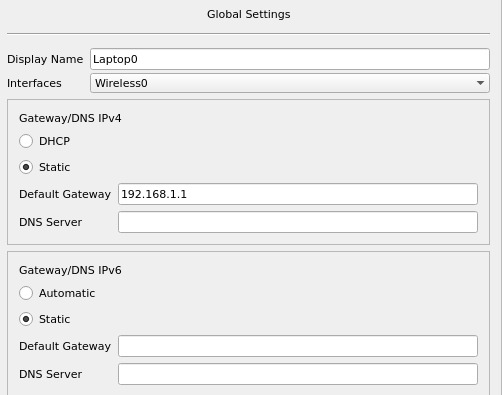 Global Settings
Display Name Laptop0
Interfaces Wireless0
Gateway/DNS IPv4
DHCP
Static
Default Gateway 192.168.1.1
DNS Server
Gateway/DNS IPv6
Automatic
Static
Default Gateway
DNS Server